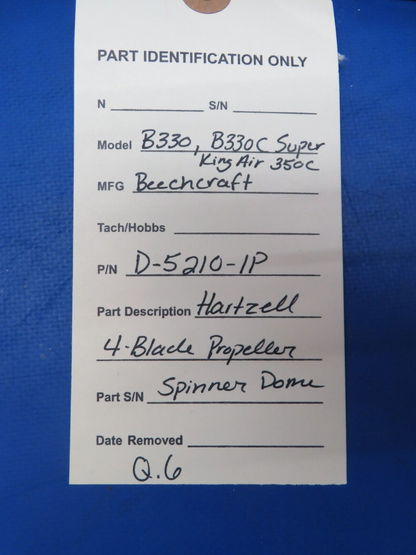 PART IDENTIFICATION ONLY
N S/N
Model B330, B330C Super
King Air 350C
MFG Beechcraft
Tach/Hobbs
P/N D-5210-1P
Part Description Hartzell
4-Blade Propeller
Part S/N Spinner Dome
Date Removed
Q.6